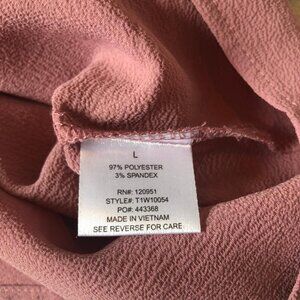 L
97% POLYESTER
3% SPANDEX
RN#: 120951
STYLE#: T1W10054
PO#: 443368
MADE IN VIETNAM
SEE REVERSE FOR CARE